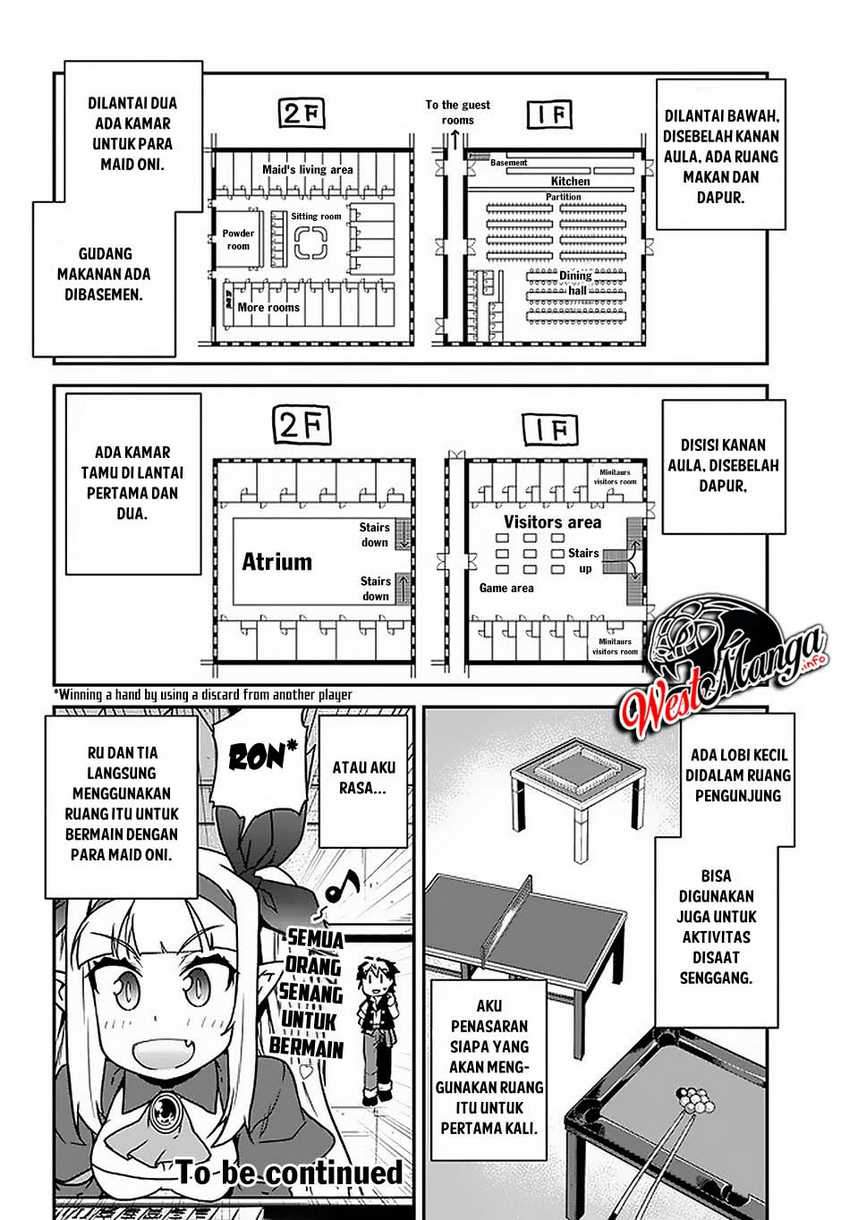 DILANTAI BAWAH,
DISEBELAH KANAN
AULA, ADA RUANG
MAKAN DAN
DAPUR.
1F
To the guest
rooms
Basement
Kitchen
Partition
Dining
hall
2F
Maid's living area
Sitting room
Powder
room
More rooms
DILANTAI DUA
ADA KAMAR
UNTUK PARA
MAID ONI.
GUDANG
MAKANAN ADA
DIBASEMEN.
DISISI KANAN
AULA, DISEBELAH
DAPUR,
1F
Minitaurs
visitors room
Visitors area
Stairs
up
Game area
Minitaurs
visitors room
2F
Stairs
down
Atrium
Stairs
down
ADA KAMAR
TAMU DI LANTAI
PERTAMA DAN
DUA.
WestManga
.info
*Winning a hand by using a discard from another player
ADA LOBI KECIL
DIDALAM RUANG
PENGUNJUNG
BISA
DIGUNAKAN
JUGA UNTUK
AKTIVITAS
DISAAT
SENGGANG.
AKU
PENASARAN
SIAPA YANG
AKAN MENG-
GUNAKAN RUANG
ITU UNTUK
PERTAMA KALI.
ATAU AKU
RASA...
RON*
RU DAN TIA
LANGSUNG
MENGGUNAKAN
RUANG ITU UNTUK
BERMAIN DENGAN
PARA MAID ONI.
SEMUA
ORANG
SENANG
UNTUK
BERMAIN
To be continued